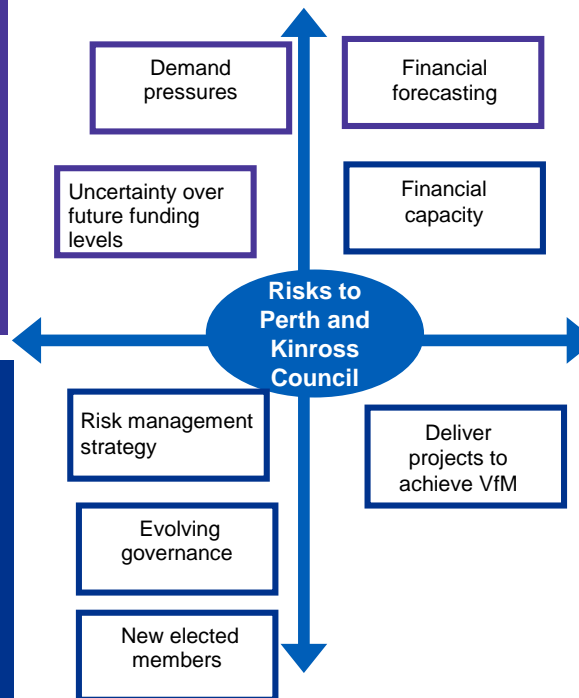 Demand
pressures
Financial
forecasting
Uncertainty over
future funding
levels
Financial
capacity
Risks to
Perth and
Kinross
Council
Risk management
strategy
Deliver
projects to
achieve VfM
Evolving
governance
New elected
members